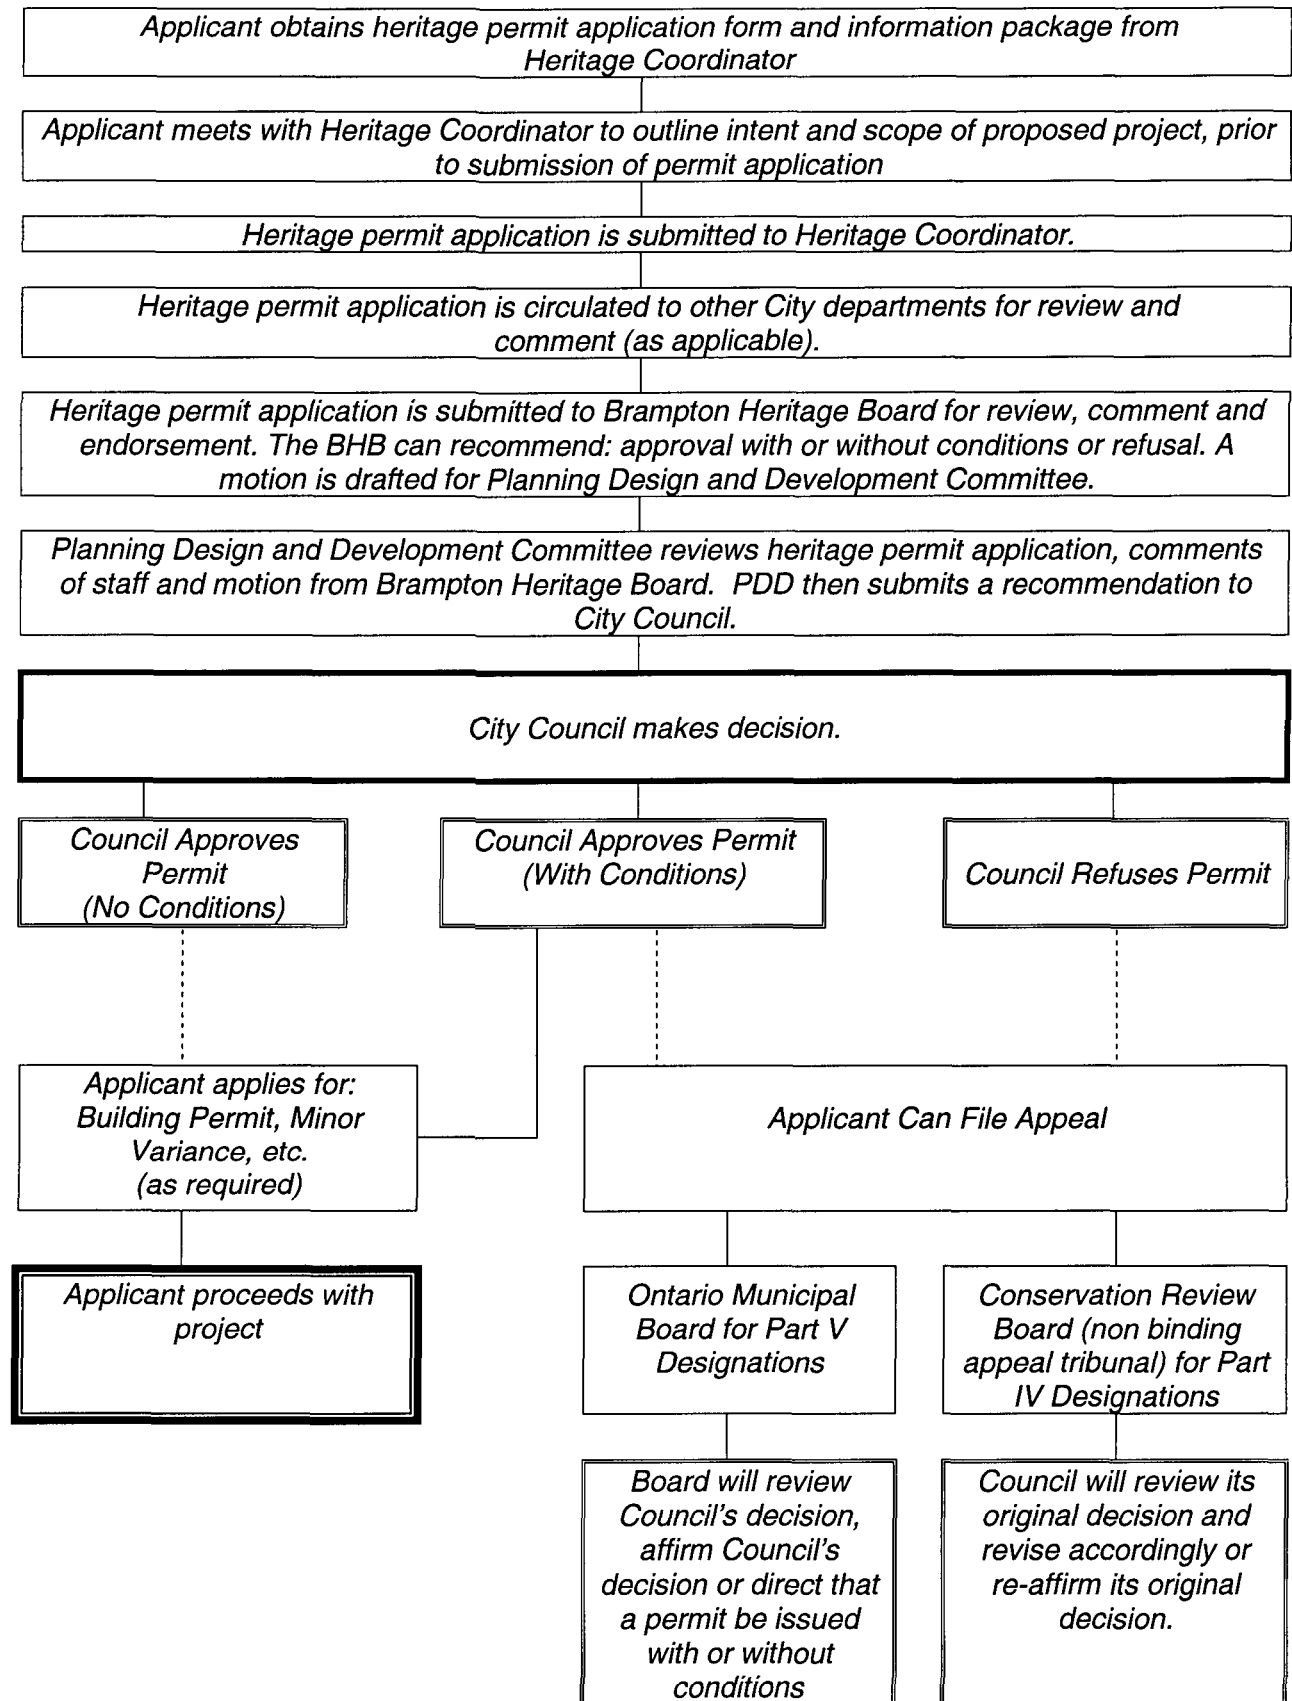 Applicant obtains heritage permit application form and information package from
Heritage Coordinator
Applicant meets with Heritage Coordinator to outline intent and scope of proposed project, prior
to submission of permit application
Heritage permit application is submitted to Heritage Coordinator.
Heritage permit application is circulated to other City departments for review and
comment (as applicable).
Heritage permit application is submitted to Brampton Heritage Board for review, comment and
endorsement. The BHB can recommend: approval with or without conditions or refusal. A
motion is drafted for Planning Design and Development Committee.
Planning Design and Development Committee reviews heritage permit application, comments
of staff and motion from Brampton Heritage Board. PDD then submits a recommendation to
City Council.
City Council makes decision.
Council Approves
Permit
(No Conditions)
Council Approves Permit
(With Conditions)
Council Refuses Permit
Applicant applies for:
Building Permit, Minor
Variance, etc.
(as required)
Applicant Can File Appeal
Applicant proceeds with
project
Ontario Municipal
Board for Part V
Designations
Conservation Review
Board (non binding
appeal tribunal) for Part
IV Designations
Board will review
Council's decision,
affirm Council's
decision or direct that
a permit be issued
with or without
conditions
Council will review its
original decision and
revise accordingly or
re-affirm its original
decision.